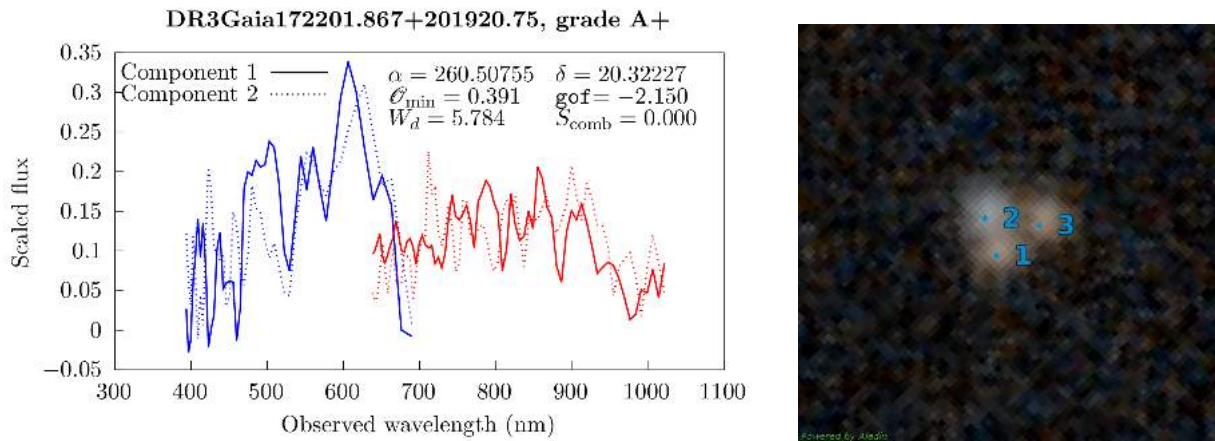 DR3Gaia172201.867+201920.75, grade A+
Component 1
Component 2
α = 260.50755 δ = 20.32227
𝒪min = 0.391 gof= −2.150
Wd = 5.784 Scomb = 0.000
Scaled flux
0.35
0.3
0.25
0.2
0.15
0.1
0.05
0
−0.05
300 400 500 600 700 800 900 1000 1100
Observed wavelength (nm)
2
3
1
Powered by Aladin